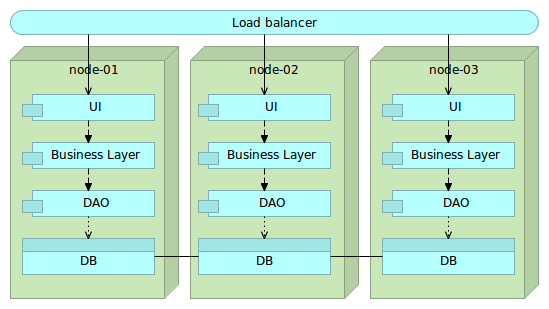 Load balancer
node-01
node-02
node-03
UI
UI
UI
Business Layer
Business Layer
Business Layer
DAO
DAO
DAO
DB
DB
DB